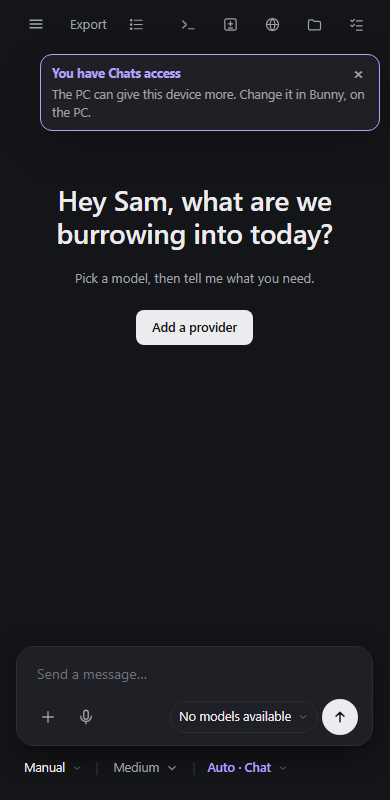 Export
You have Chats access
The PC can give this device more. Change it in Bunny, on
the PC.
Hey Sam, what are we
burrowing into today?
Pick a model, then tell me what you need.
Add a provider
Send a message...
No models available
Manual
Medium
Auto · Chat